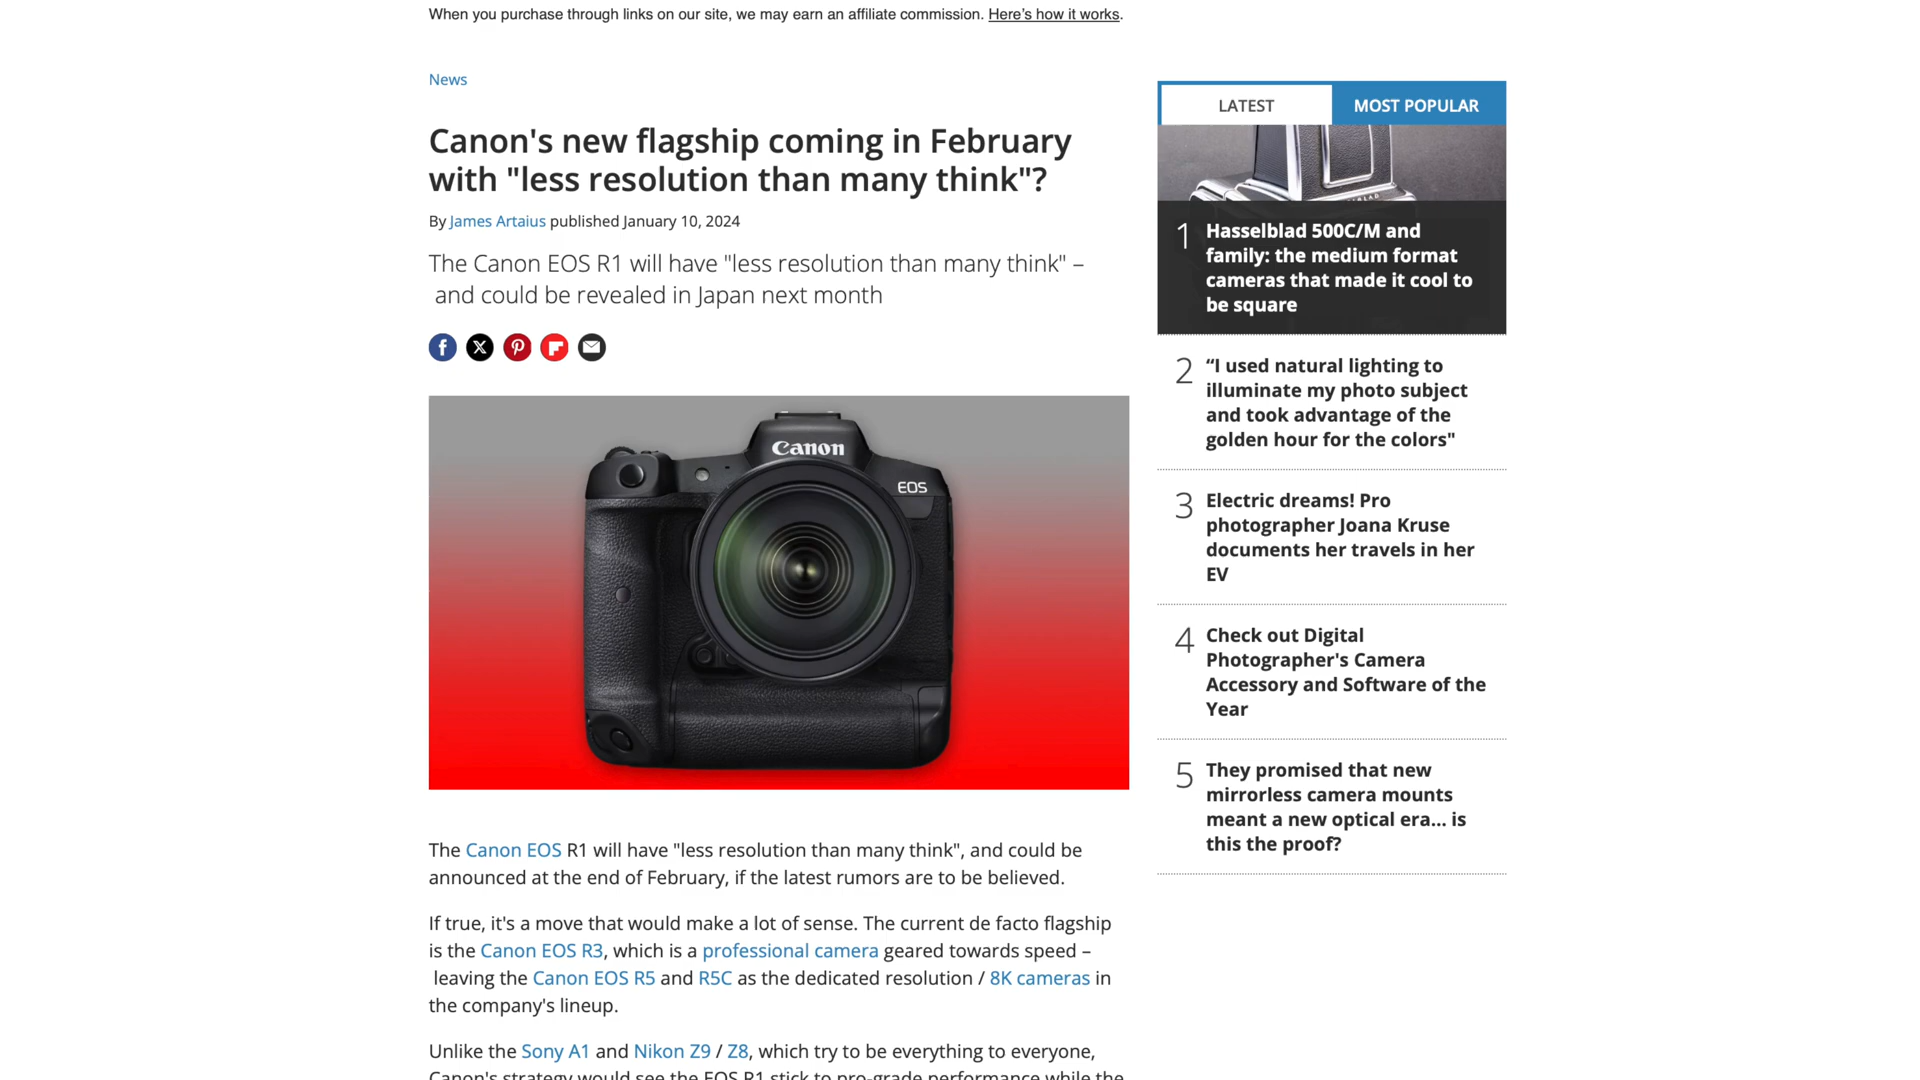 When you purchase through links on our site, we may earn an affiliate commission. Here’s how it works.
News
Canon's new flagship coming in February
with "less resolution than many think"?
By James Artaius published January 10, 2024
The Canon EOS R1 will have "less resolution than many think" –
and could be revealed in Japan next month
Canon
EOS
The Canon EOS R1 will have "less resolution than many think", and could be
announced at the end of February, if the latest rumors are to be believed.
If true, it's a move that would make a lot of sense. The current de facto flagship
is the Canon EOS R3, which is a professional camera geared towards speed –
leaving the Canon EOS R5 and R5C as the dedicated resolution / 8K cameras in
the company's lineup.
Unlike the Sony A1 and Nikon Z9 / Z8, which try to be everything to everyone,
Canon's strategy would see the EOS R1 stick to pro-grade performance while the
LATEST
MOST POPULAR
1
Hasselblad 500C/M and
family: the medium format
cameras that made it cool to
be square
2
“I used natural lighting to
illuminate my photo subject
and took advantage of the
golden hour for the colors"
3
Electric dreams! Pro
photographer Joana Kruse
documents her travels in her
EV
4
Check out Digital
Photographer's Camera
Accessory and Software of the
Year
5
They promised that new
mirrorless camera mounts
meant a new optical era… is
this the proof?